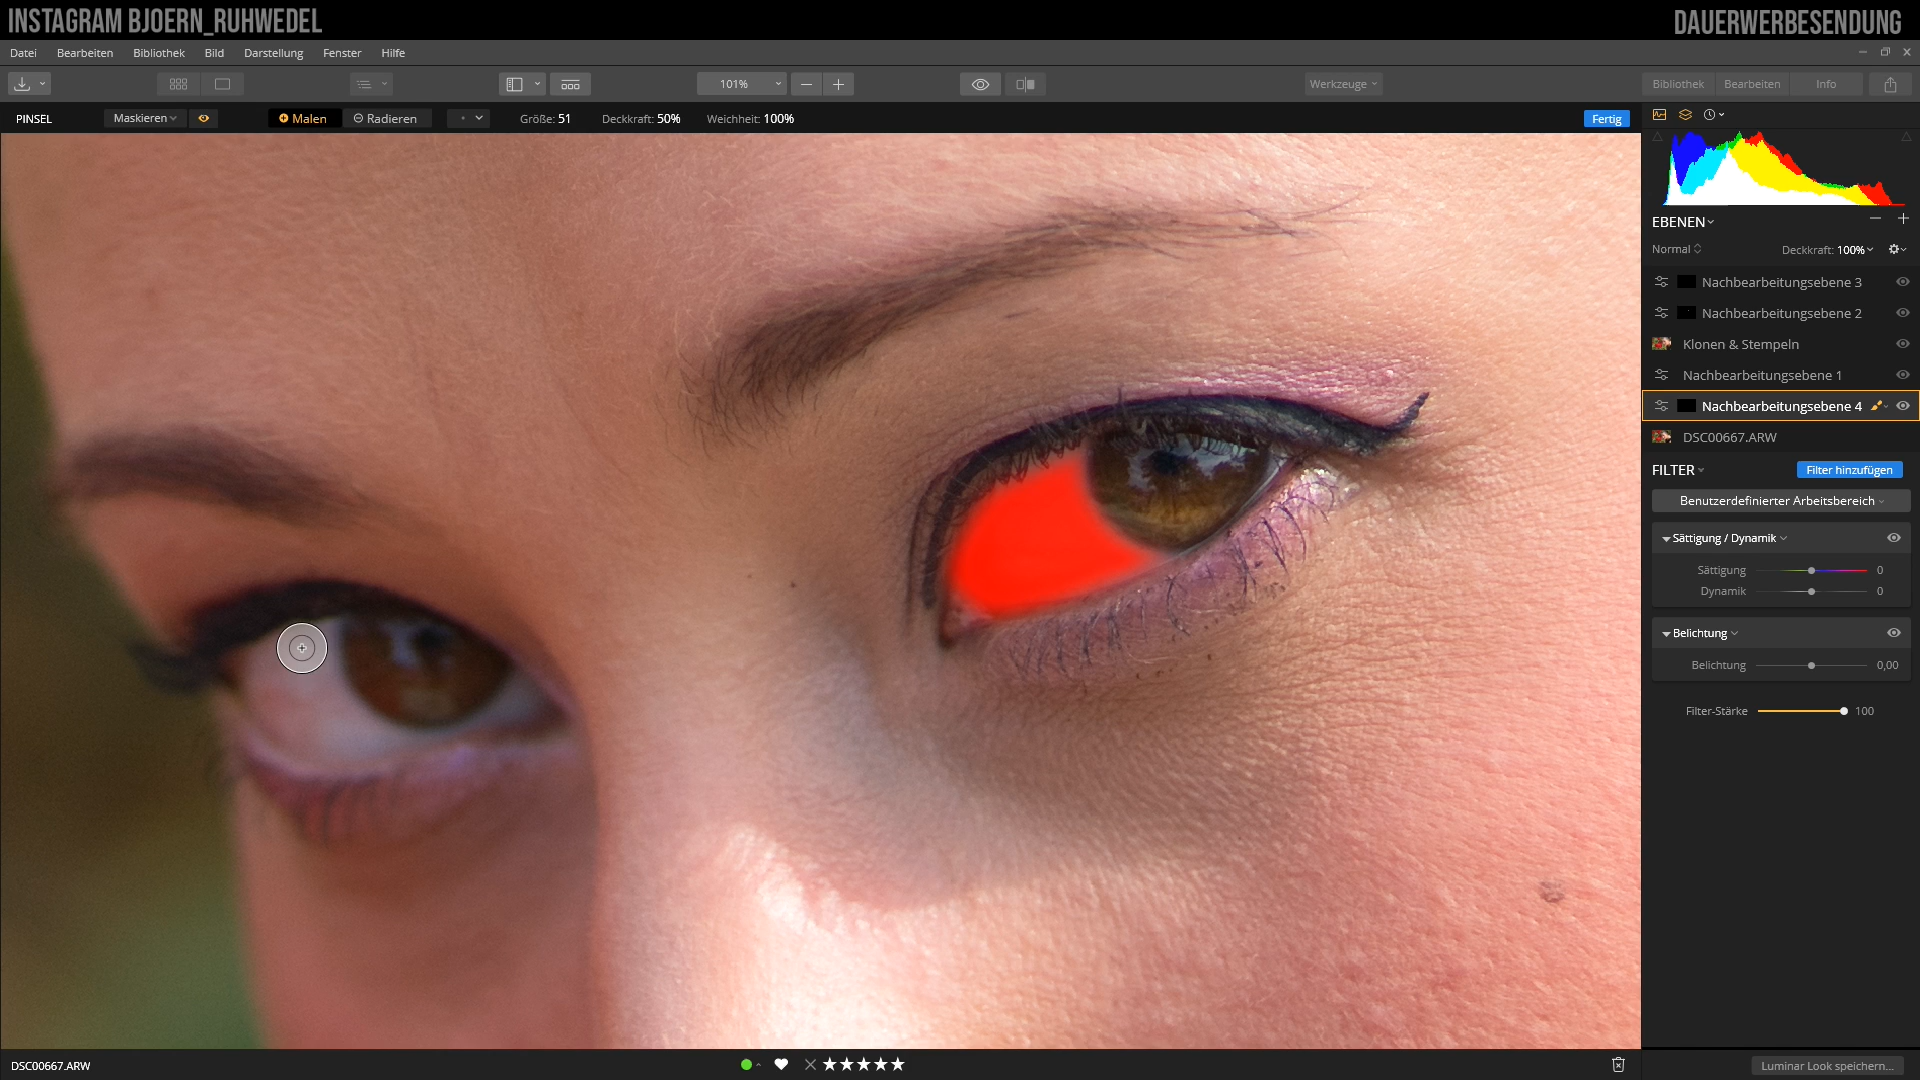 INSTAGRAM BJOERN_RUHWEDEL
DAUERWERBESENDUNG
Datei Bearbeiten Bibliothek Bild Darstellung Fenster Hilfe
101%
Werkzeuge
Bibliothek Bearbeiten Info
PINSEL Maskieren Malen Radieren Größe: 51 Deckkraft: 50% Weichheit: 100% Fertig
EBENEN
Normal Deckkraft: 100%
Nachbearbeitungsebene 3
Nachbearbeitungsebene 2
Klonen & Stempeln
Nachbearbeitungsebene 1
Nachbearbeitungsebene 4
DSC00667.ARW
FILTER Filter hinzufügen
Benutzerdefinierter Arbeitsbereich
Sättigung / Dynamik
Sättigung 0
Dynamik 0
Belichtung
Belichtung 0,00
Filter-Stärke 100
DSC00667.ARW
Luminar Look speichern...